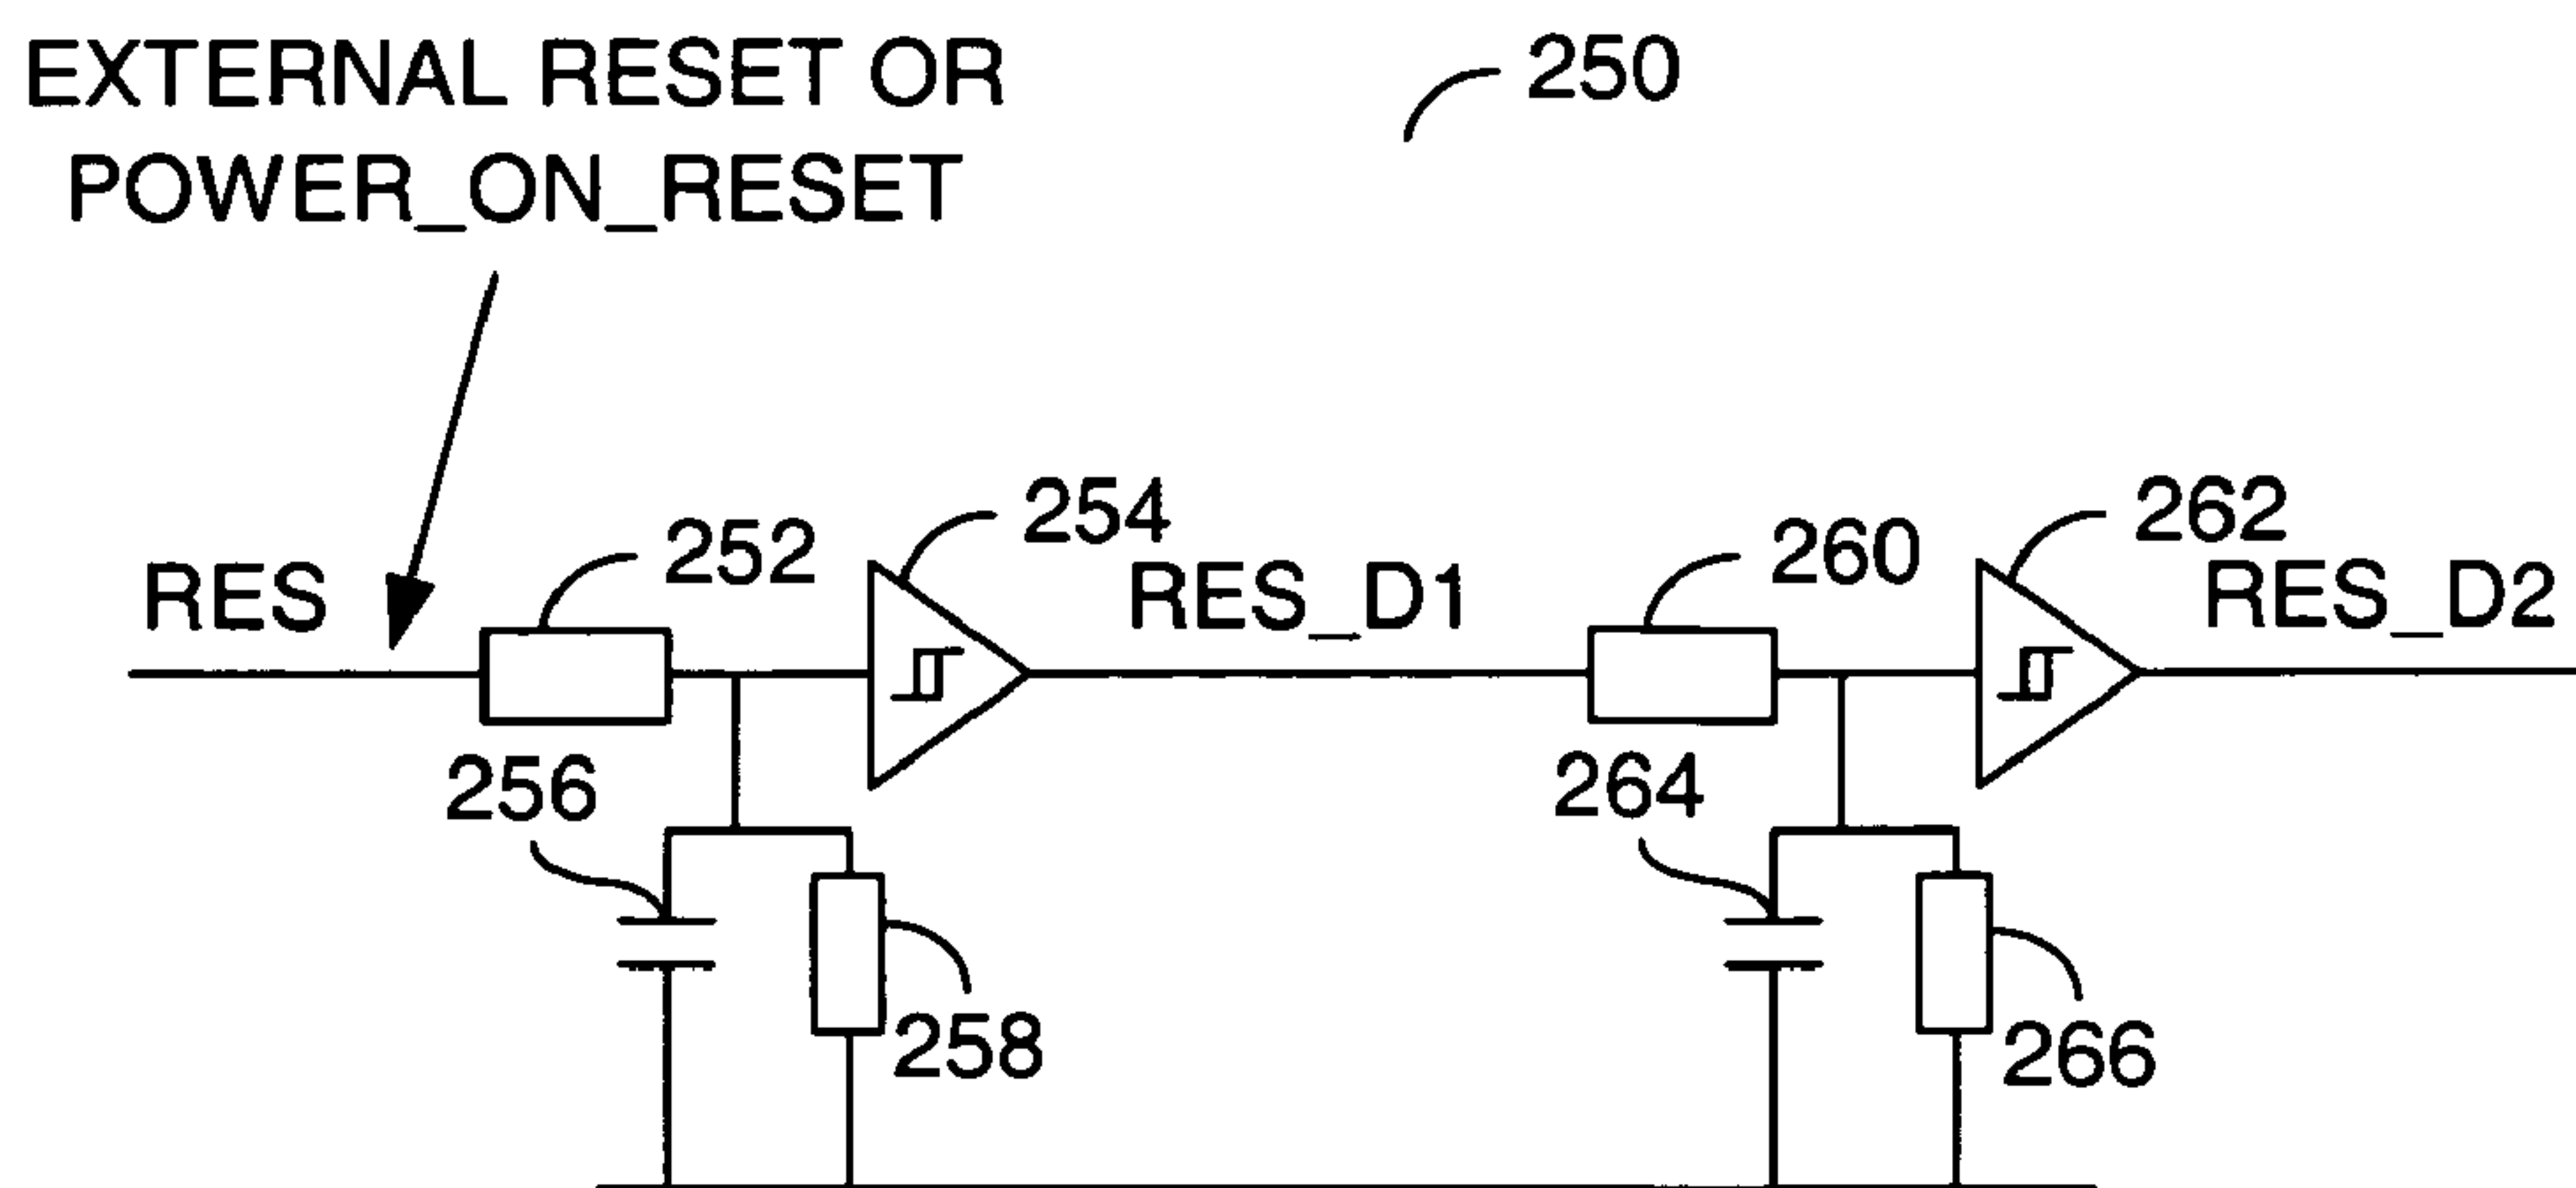 EXTERNAL RESET OR
POWER_ON_RESET
250
254
262
252
260
RES
RES_D1
RES_D2
256
264
258
266